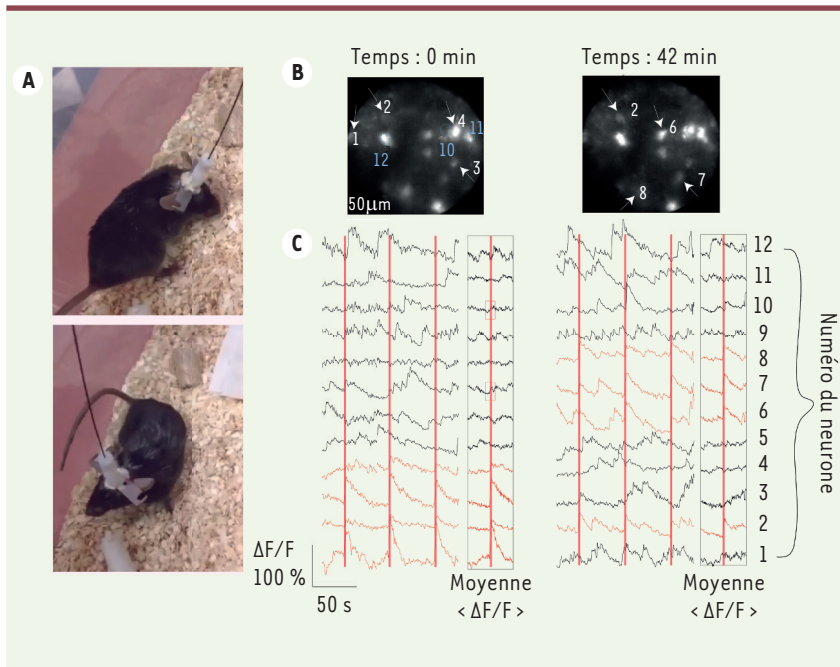 A
B
Temps : 0 min
Temps : 42 min
2
4
11
1
10
12
3
50µm
2
6
7
8
C
12
11
10
9
8
7
6
5
4
3
2
1
Numéro du neurone
ΔF/F
100 %
50 s
Moyenne
< ΔF/F >
Moyenne
< ΔF/F >